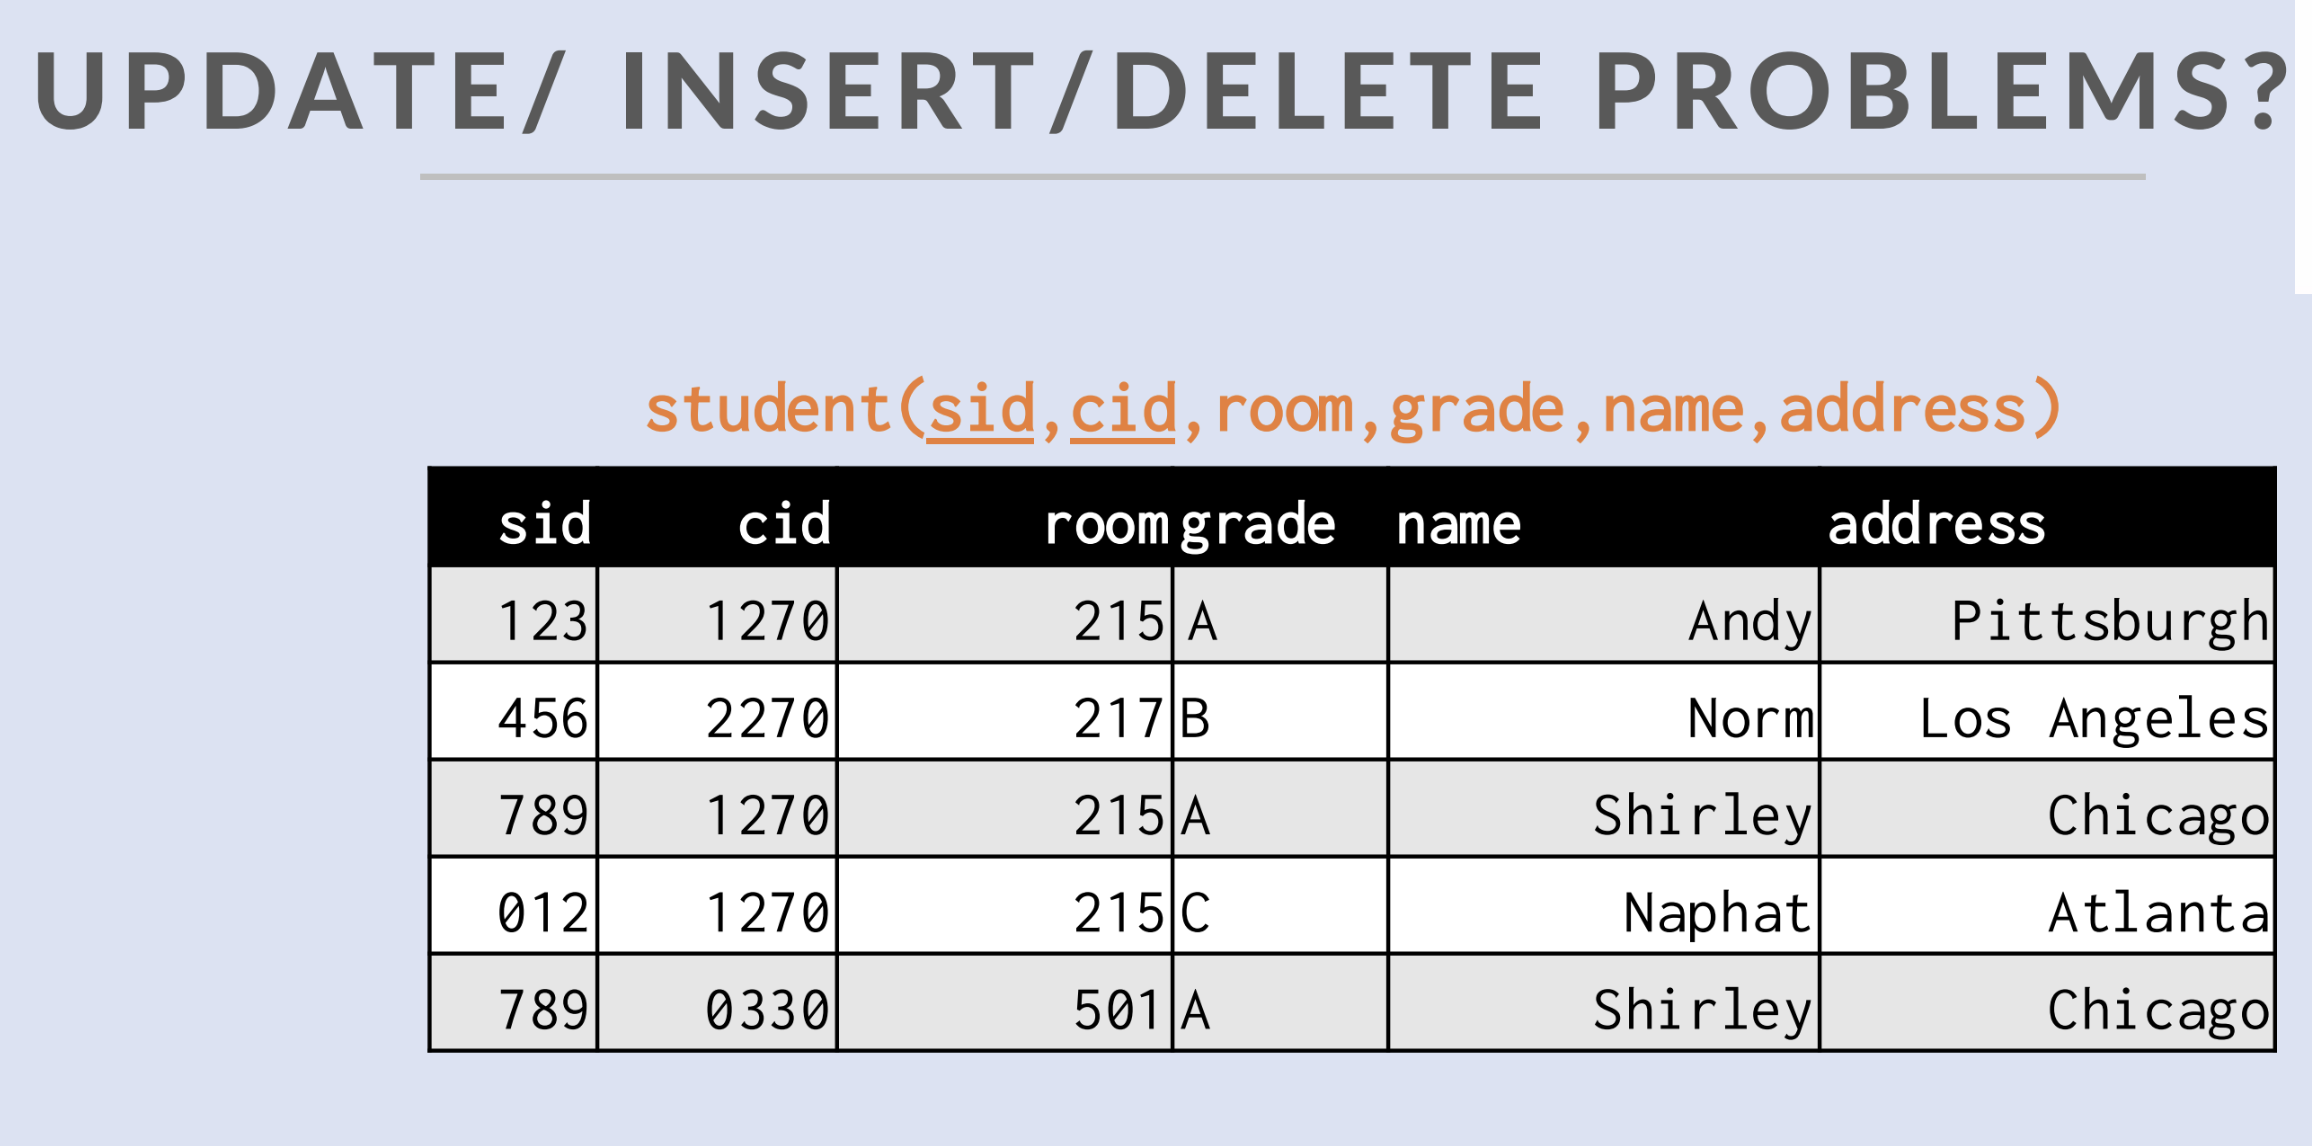 UPDATE/ INSERT/DELETE PROBLEMS?
student(sid,cid,room,grade,name,address)
sid cid room grade name address
123 1270 215 A Andy Pittsburgh
456 2270 217 B Norm Los Angeles
789 1270 215 A Shirley Chicago
012 1270 215 C Naphat Atlanta
789 0330 501 A Shirley Chicago